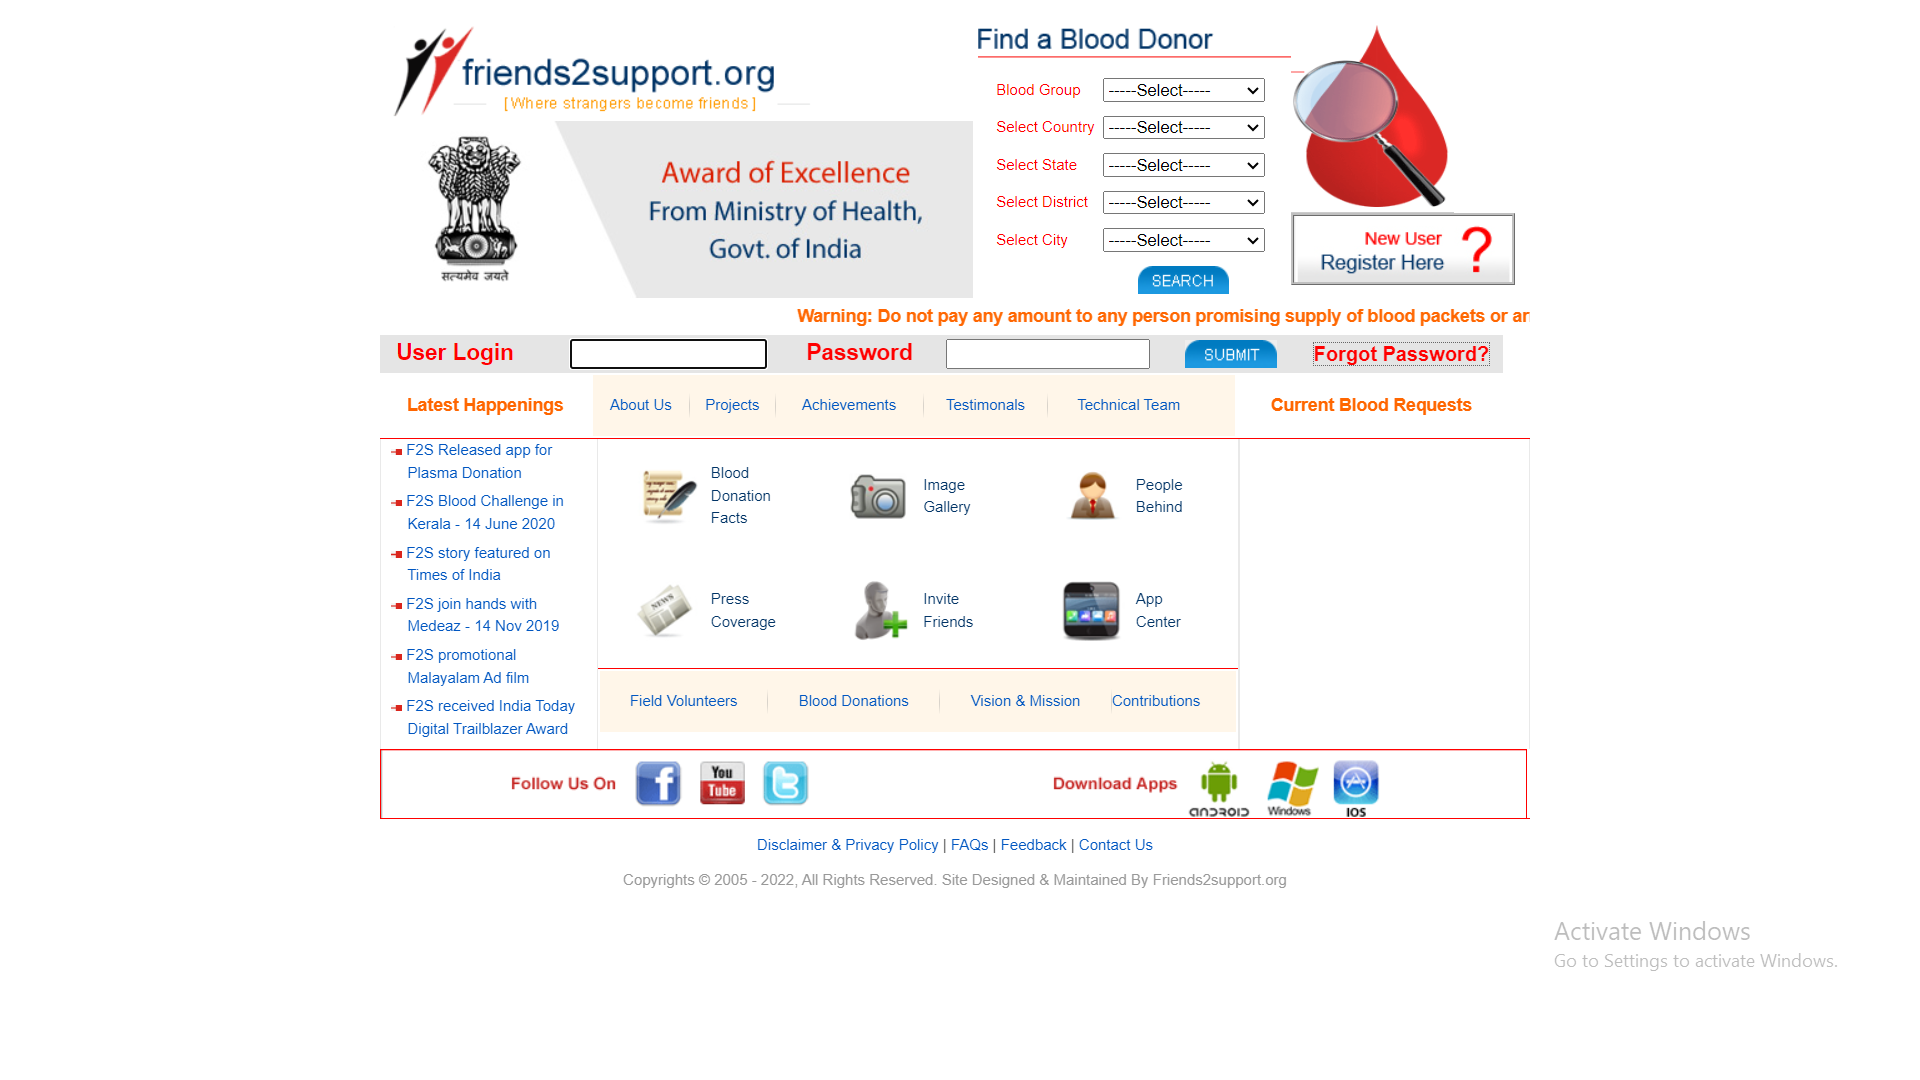 friends2support.org
[Where strangers become friends]
सत्यमेव जयते
Award of Excellence
From Ministry of Health,
Govt. of India
Find a Blood Donor
Blood Group -----Select-----
Select Country -----Select-----
Select State -----Select-----
Select District -----Select-----
Select City -----Select-----
SEARCH
New User
Register Here ?
Warning: Do not pay any amount to any person promising supply of blood packets or
User Login Password SUBMIT Forgot Password?
Latest Happenings
About Us Projects Achievements Testimonals Technical Team
Current Blood Requests
F2S Released app for
Plasma Donation
F2S Blood Challenge in
Kerala - 14 June 2020
F2S story featured on
Times of India
F2S join hands with
Medeaz - 14 Nov 2019
F2S promotional
Malayalam Ad film
F2S received India Today
Digital Trailblazer Award
Blood
Donation
Facts
Image
Gallery
People
Behind
NEWS
Press
Coverage
Invite
Friends
App
Center
Field Volunteers Blood Donations Vision & Mission Contributions
Follow Us On
f
You
Tube
t
Download Apps
ANDROID
Windows
IOS
Disclaimer & Privacy Policy | FAQs | Feedback | Contact Us
Copyrights © 2005 - 2022, All Rights Reserved. Site Designed & Maintained By Friends2support.org
Activate Windows
Go to Settings to activate Windows.